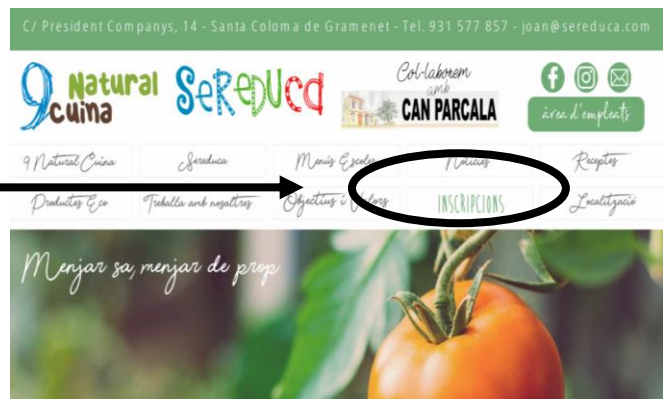 C/ President Companys, 14 - Santa Coloma de Gramenet - Tel. 931 577 857 - joan@sereduca.com
9 Natural Cuina
SeReDUCa
Col·laborem
amb
CAN PARCALA
àrea d'empleats
9 Natural Cuina
Sereduca
Menús Escoles
Notícies
Receptes
Productes Eco
Treballa amb nosaltres
Objectius i Valors
INSCRIPCIONS
Localització
Menjar sa, menjar de prop